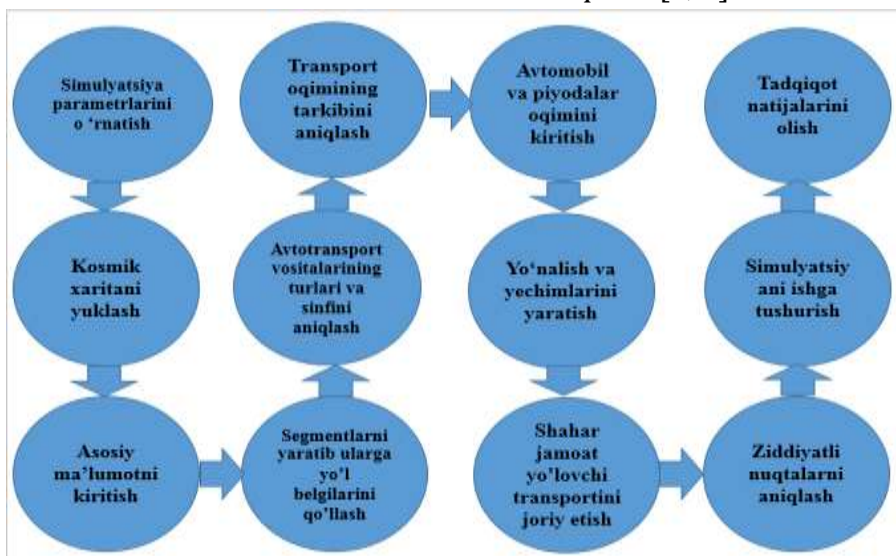 Simulyatsiya
parametrlarini
o ‘rnatish
Kosmik
xaritani
yuklash
Asosiy
ma’lumotni
kiritish
Segmentlarni
yaratib ularga
yo’l
belgilarini
qo’llash
Avtotransport
vositalarining
turlari va
sinfini
aniqlash
Transport
oqimining
tarkibini
aniqlash
Avtomobil
va piyodalar
oqimini
kiritish
Yo‘nalish va
yechimlarini
yaratish
Shahar
jamoat
yo’lovchi
transportini
joriy etish
Ziddiyatli
nuqtalarni
aniqlash
Simulyatsiy
ani ishga
tushurish
Tadqiqot
natijalarini
olish